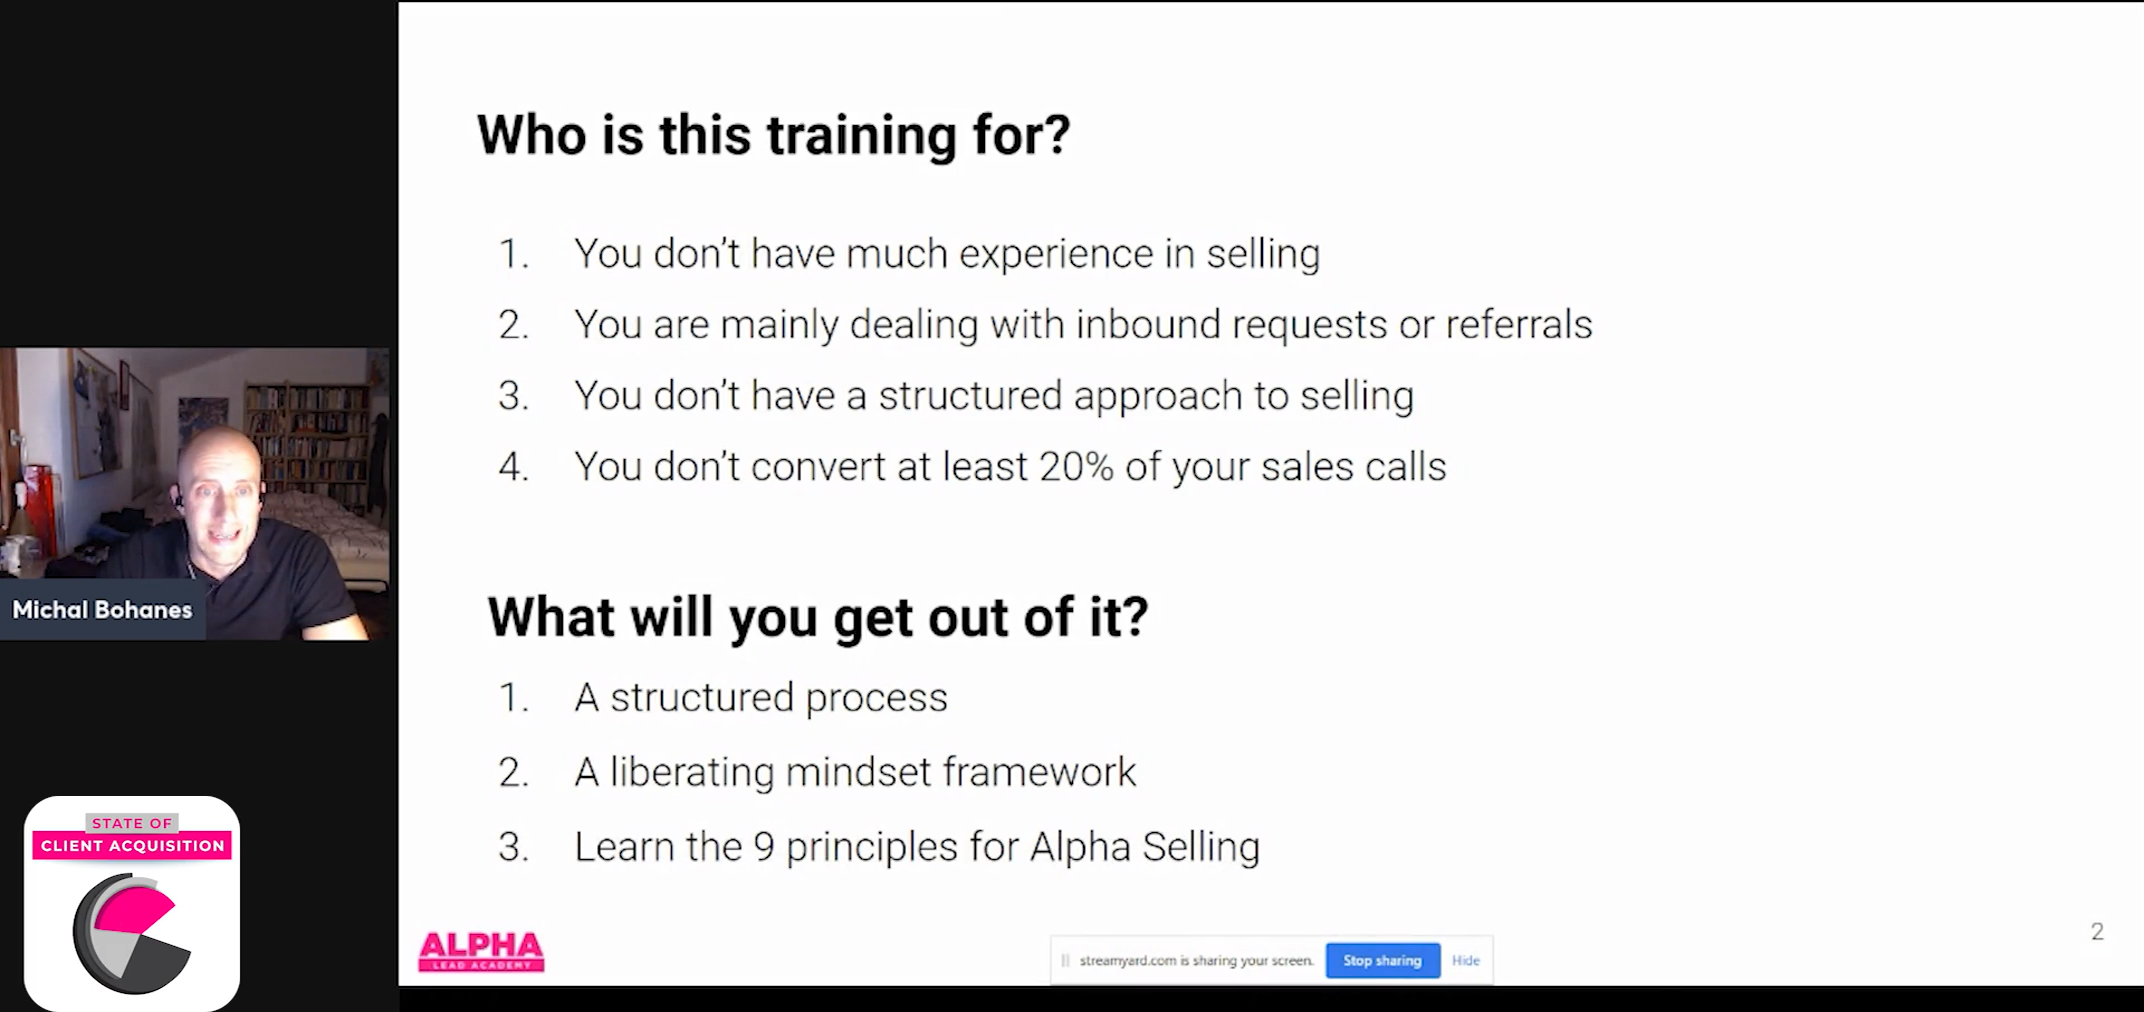 Who is this training for?
1. You don't have much experience in selling
2. You are mainly dealing with inbound requests or referrals
3. You don't have a structured approach to selling
4. You don't convert at least 20% of your sales calls
Michal Bohanes
What will you get out of it?
1. A structured process
2. A liberating mindset framework
3. Learn the 9 principles for Alpha Selling
STATE OF
CLIENT ACQUISITION
ALPHA
LEAD ACADEMY
streamyard.com is sharing your screen.
Stop sharing
Hide
2